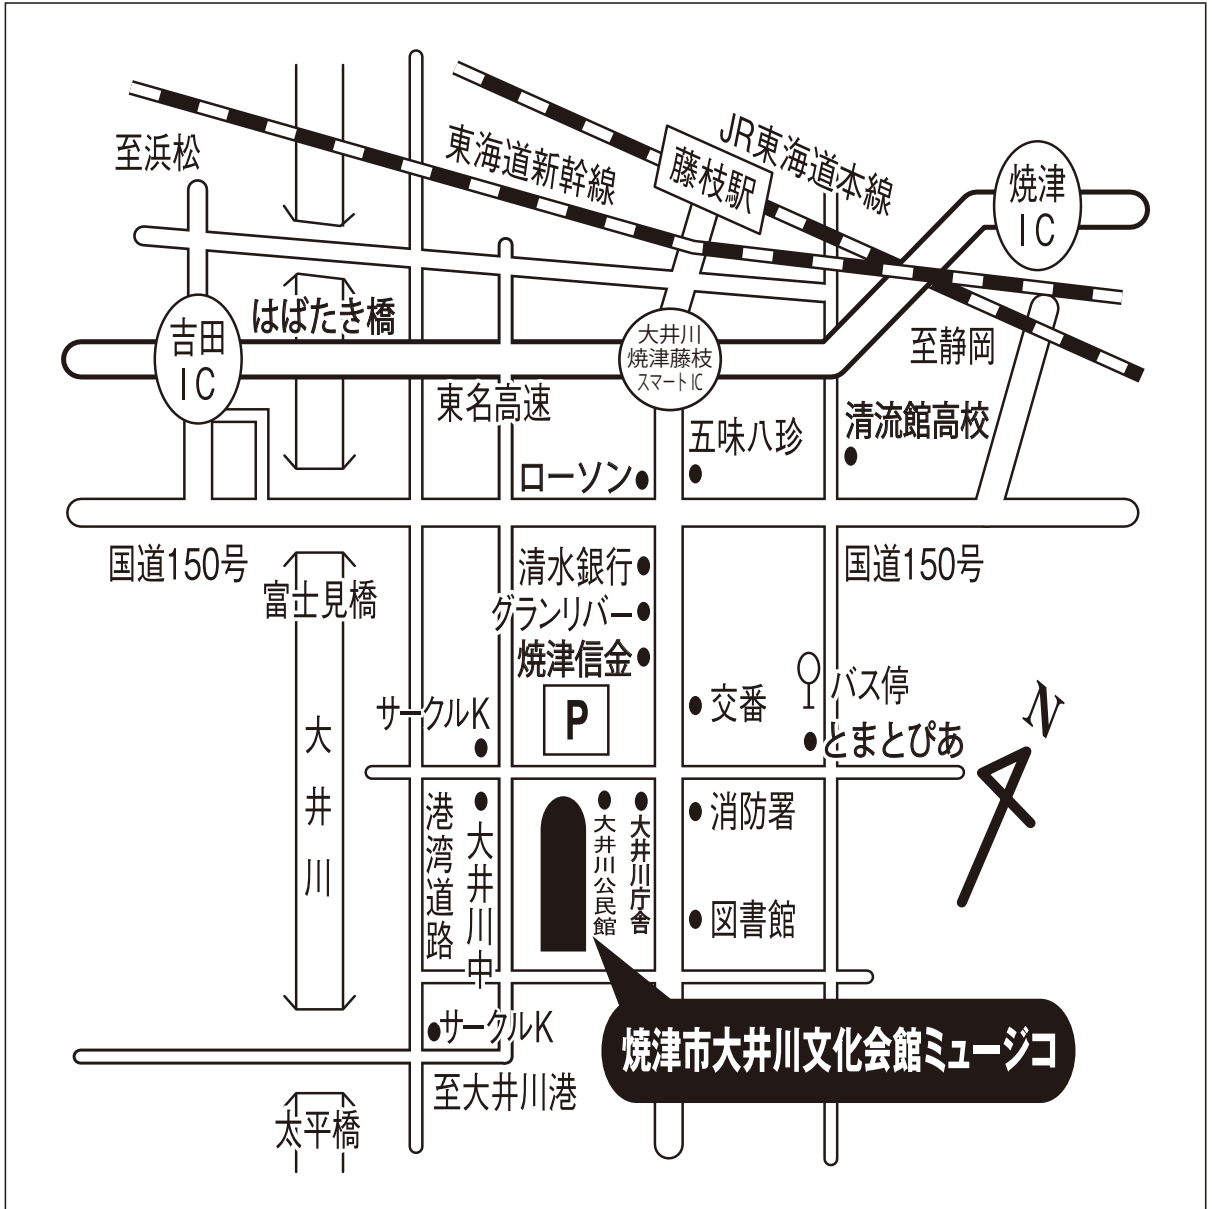 至浜松
東海道新幹線
JR東海道本線
藤枝駅
焼津
IC
はばたき橋
吉田
IC
大井川
焼津藤枝
スマートIC
至静岡
東名高速
五味八珍
清流館高校
ローソン
国道150号
国道150号
清水銀行
富士見橋
グランリバー
焼津信金
サークルK
P
交番
バス停
とまとぴあ
N
大井川
港湾道路
大井川中
大井川公民館
大井川庁舎
消防署
図書館
サークルK
焼津市大井川文化会館ミュージコ
至大井川港
太平橋